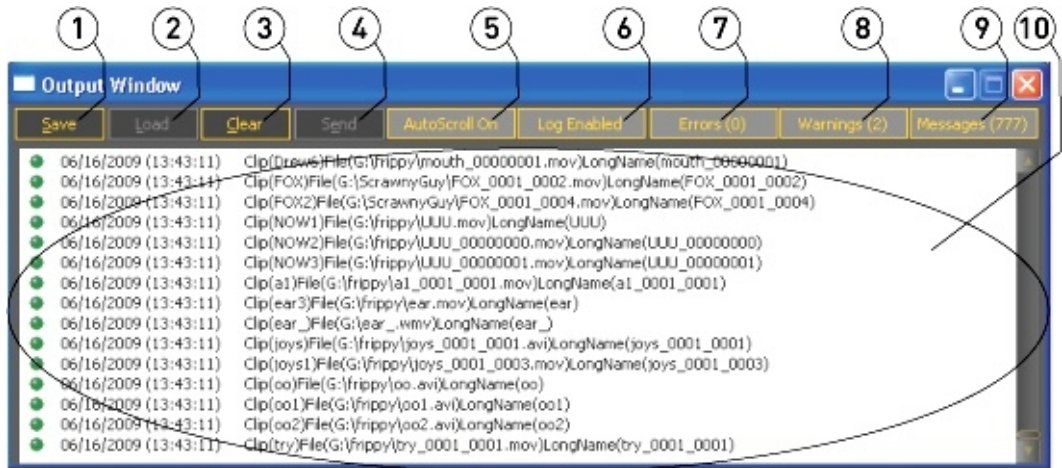 1 2 3 4 5 6 7 8 9 10
Output Window
Save Load Clear Send AutoScroll On Log Enabled Errors (0) Warnings (2) Messages (777)
06/16/2009 (13:43:11) Clip(Drew6)File(G:\frippy\mouth_00000001.mov)LongName(mouth_00000001)
06/16/2009 (13:43:11) Clip(FOX)File(G:\ScrawnyGuy\FOX_0001_0002.mov)LongName(FOX_0001_0002)
06/16/2009 (13:43:11) Clip(FOX2)File(G:\ScrawnyGuy\FOX_0001_0004.mov)LongName(FOX_0001_0004)
06/16/2009 (13:43:11) Clip(NOW1)File(G:\frippy\UUU.mov)LongName(UUU)
06/16/2009 (13:43:11) Clip(NOW2)File(G:\frippy\UUU_00000000.mov)LongName(UUU_00000000)
06/16/2009 (13:43:11) Clip(NOW3)File(G:\frippy\UUU_00000001.mov)LongName(UUU_00000001)
06/16/2009 (13:43:11) Clip(a1)File(G:\frippy\a1_0001_0001.mov)LongName(a1_0001_0001)
06/16/2009 (13:43:11) Clip(ear3)File(G:\frippy\ear.mov)LongName(ear)
06/16/2009 (13:43:11) Clip(ear_)File(G:\ear_.wmv)LongName(ear_)
06/16/2009 (13:43:11) Clip(joys)File(G:\frippy\joys_0001_0001.avi)LongName(joys_0001_0001)
06/16/2009 (13:43:11) Clip(joys1)File(G:\frippy\joys_0001_0003.mov)LongName(joys_0001_0003)
06/16/2009 (13:43:11) Clip(oo)File(G:\frippy\oo.avi)LongName(oo)
06/16/2009 (13:43:11) Clip(oo1)File(G:\frippy\oo1.avi)LongName(oo1)
06/16/2009 (13:43:11) Clip(oo2)File(G:\frippy\oo2.avi)LongName(oo2)
06/16/2009 (13:43:11) Clip(try)File(G:\frippy\try_0001_0001.mov)LongName(try_0001_0001)